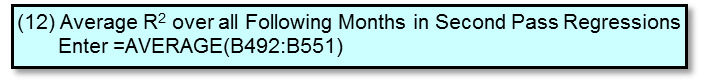 (12) Average R² over all Following Months in Second Pass Regressions
Enter =AVERAGE(B492:B551)